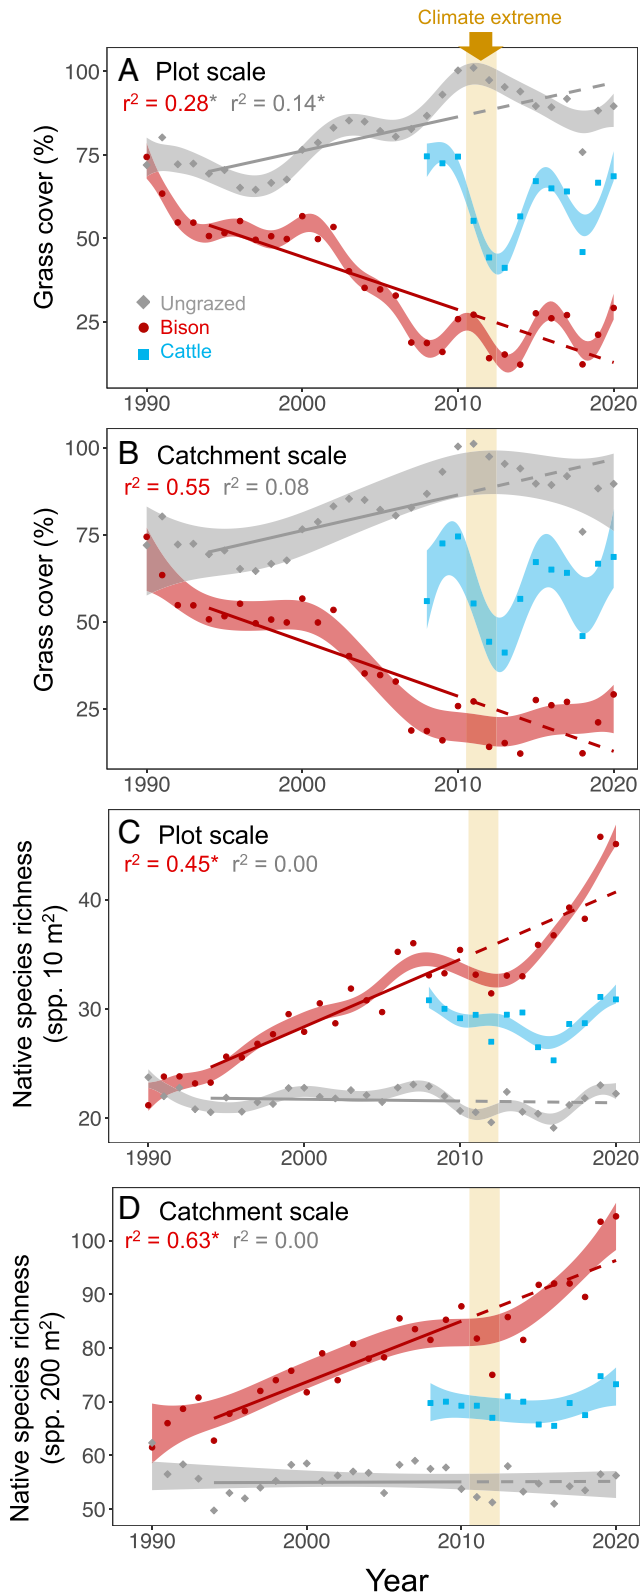 Climate extreme
A Plot scale
r² = 0.28* r² = 0.14*
Grass cover (%)
100
75
50
25
Ungrazed
Bison
Cattle
1990 2000 2010 2020
B Catchment scale
r² = 0.55 r² = 0.08
Grass cover (%)
100
75
50
25
1990 2000 2010 2020
C Plot scale
r² = 0.45* r² = 0.00
Native species richness
(spp. 10 m²)
40
30
20
1990 2000 2010 2020
D Catchment scale
r² = 0.63* r² = 0.00
Native species richness
(spp. 200 m²)
100
90
80
70
60
50
1990 2000 2010 2020
Year